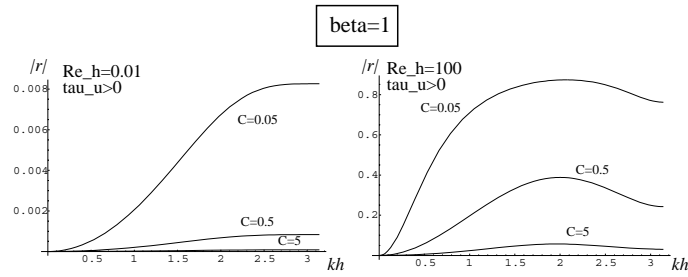 beta=1
|r|
Re_h=0.01
tau_u>0
0.008
0.006
0.004
0.002
C=0.05
C=0.5
C=5
0.5 1 1.5 2 2.5 3
kh
|r|
Re_h=100
tau_u>0
0.8
0.6
0.4
0.2
C=0.05
C=0.5
C=5
0.5 1 1.5 2 2.5 3
kh